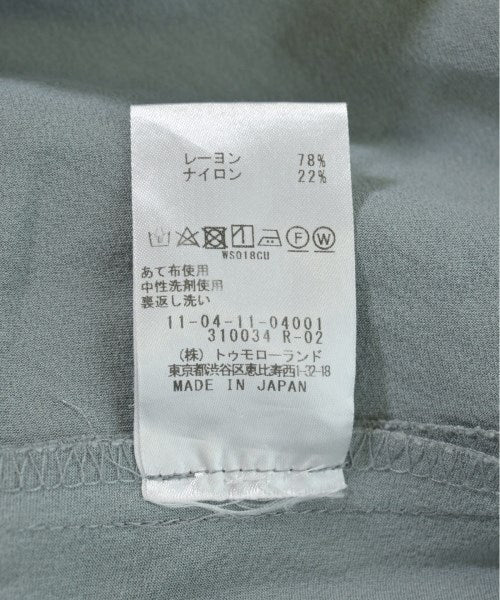 レーヨン 78%
ナイロン 22%
F W
WS018CU
あて布使用
中性洗剤使用
裏返し洗い
11-04-11-04001
310034 R-02
(株)トゥモローランド
東京都渋谷区恵比寿西1-32-18
MADE IN JAPAN